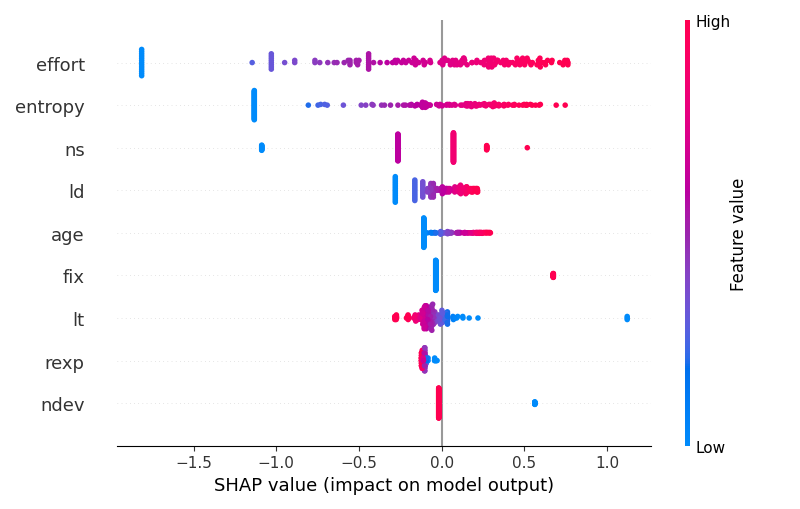 High
effort
entropy
ns
ld
age
fix
lt
rexp
ndev
Feature value
Low
−1.5 −1.0 −0.5 0.0 0.5 1.0
SHAP value (impact on model output)